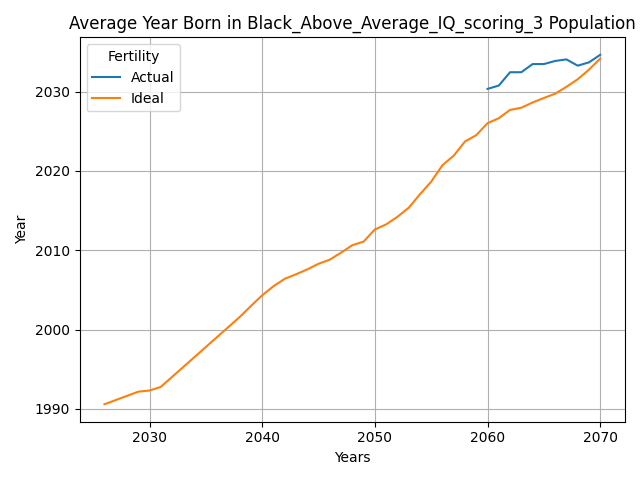 Average Year Born in Black_Above_Average_IQ_scoring_3 Population
Fertility
Actual
Ideal
Year
2030
2020
2010
2000
1990
2030 2040 2050 2060 2070
Years